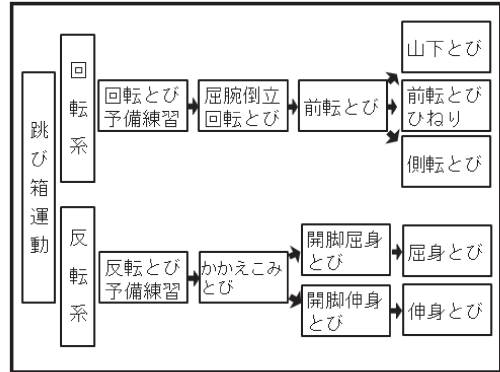 跳び箱運動
回転系
回転とび
予備練習
屈腕倒立
回転とび
前転とび
山下とび
前転とび
ひねり
側転とび
反転系
反転とび
予備練習
かかえこみ
とび
開脚屈身
とび
屈身とび
開脚伸身
とび
伸身とび